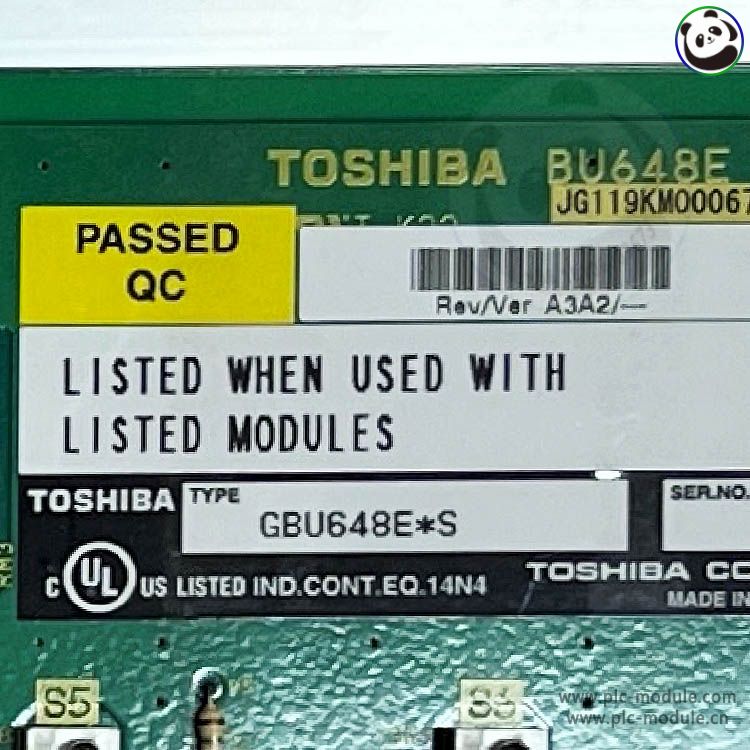 TOSHIBA BU648E
JG119KM00067
PASSED
QC
Rev/Ver A3A2/—
LISTED WHEN USED WITH
LISTED MODULES
TOSHIBA TYPE
GBU648E*S
SER.NO.
C UL US LISTED IND.CONT.EQ.14N4
TOSHIBA CO
MADE IN
S5
S6
www.plc-module.com
www.plc-module.cn